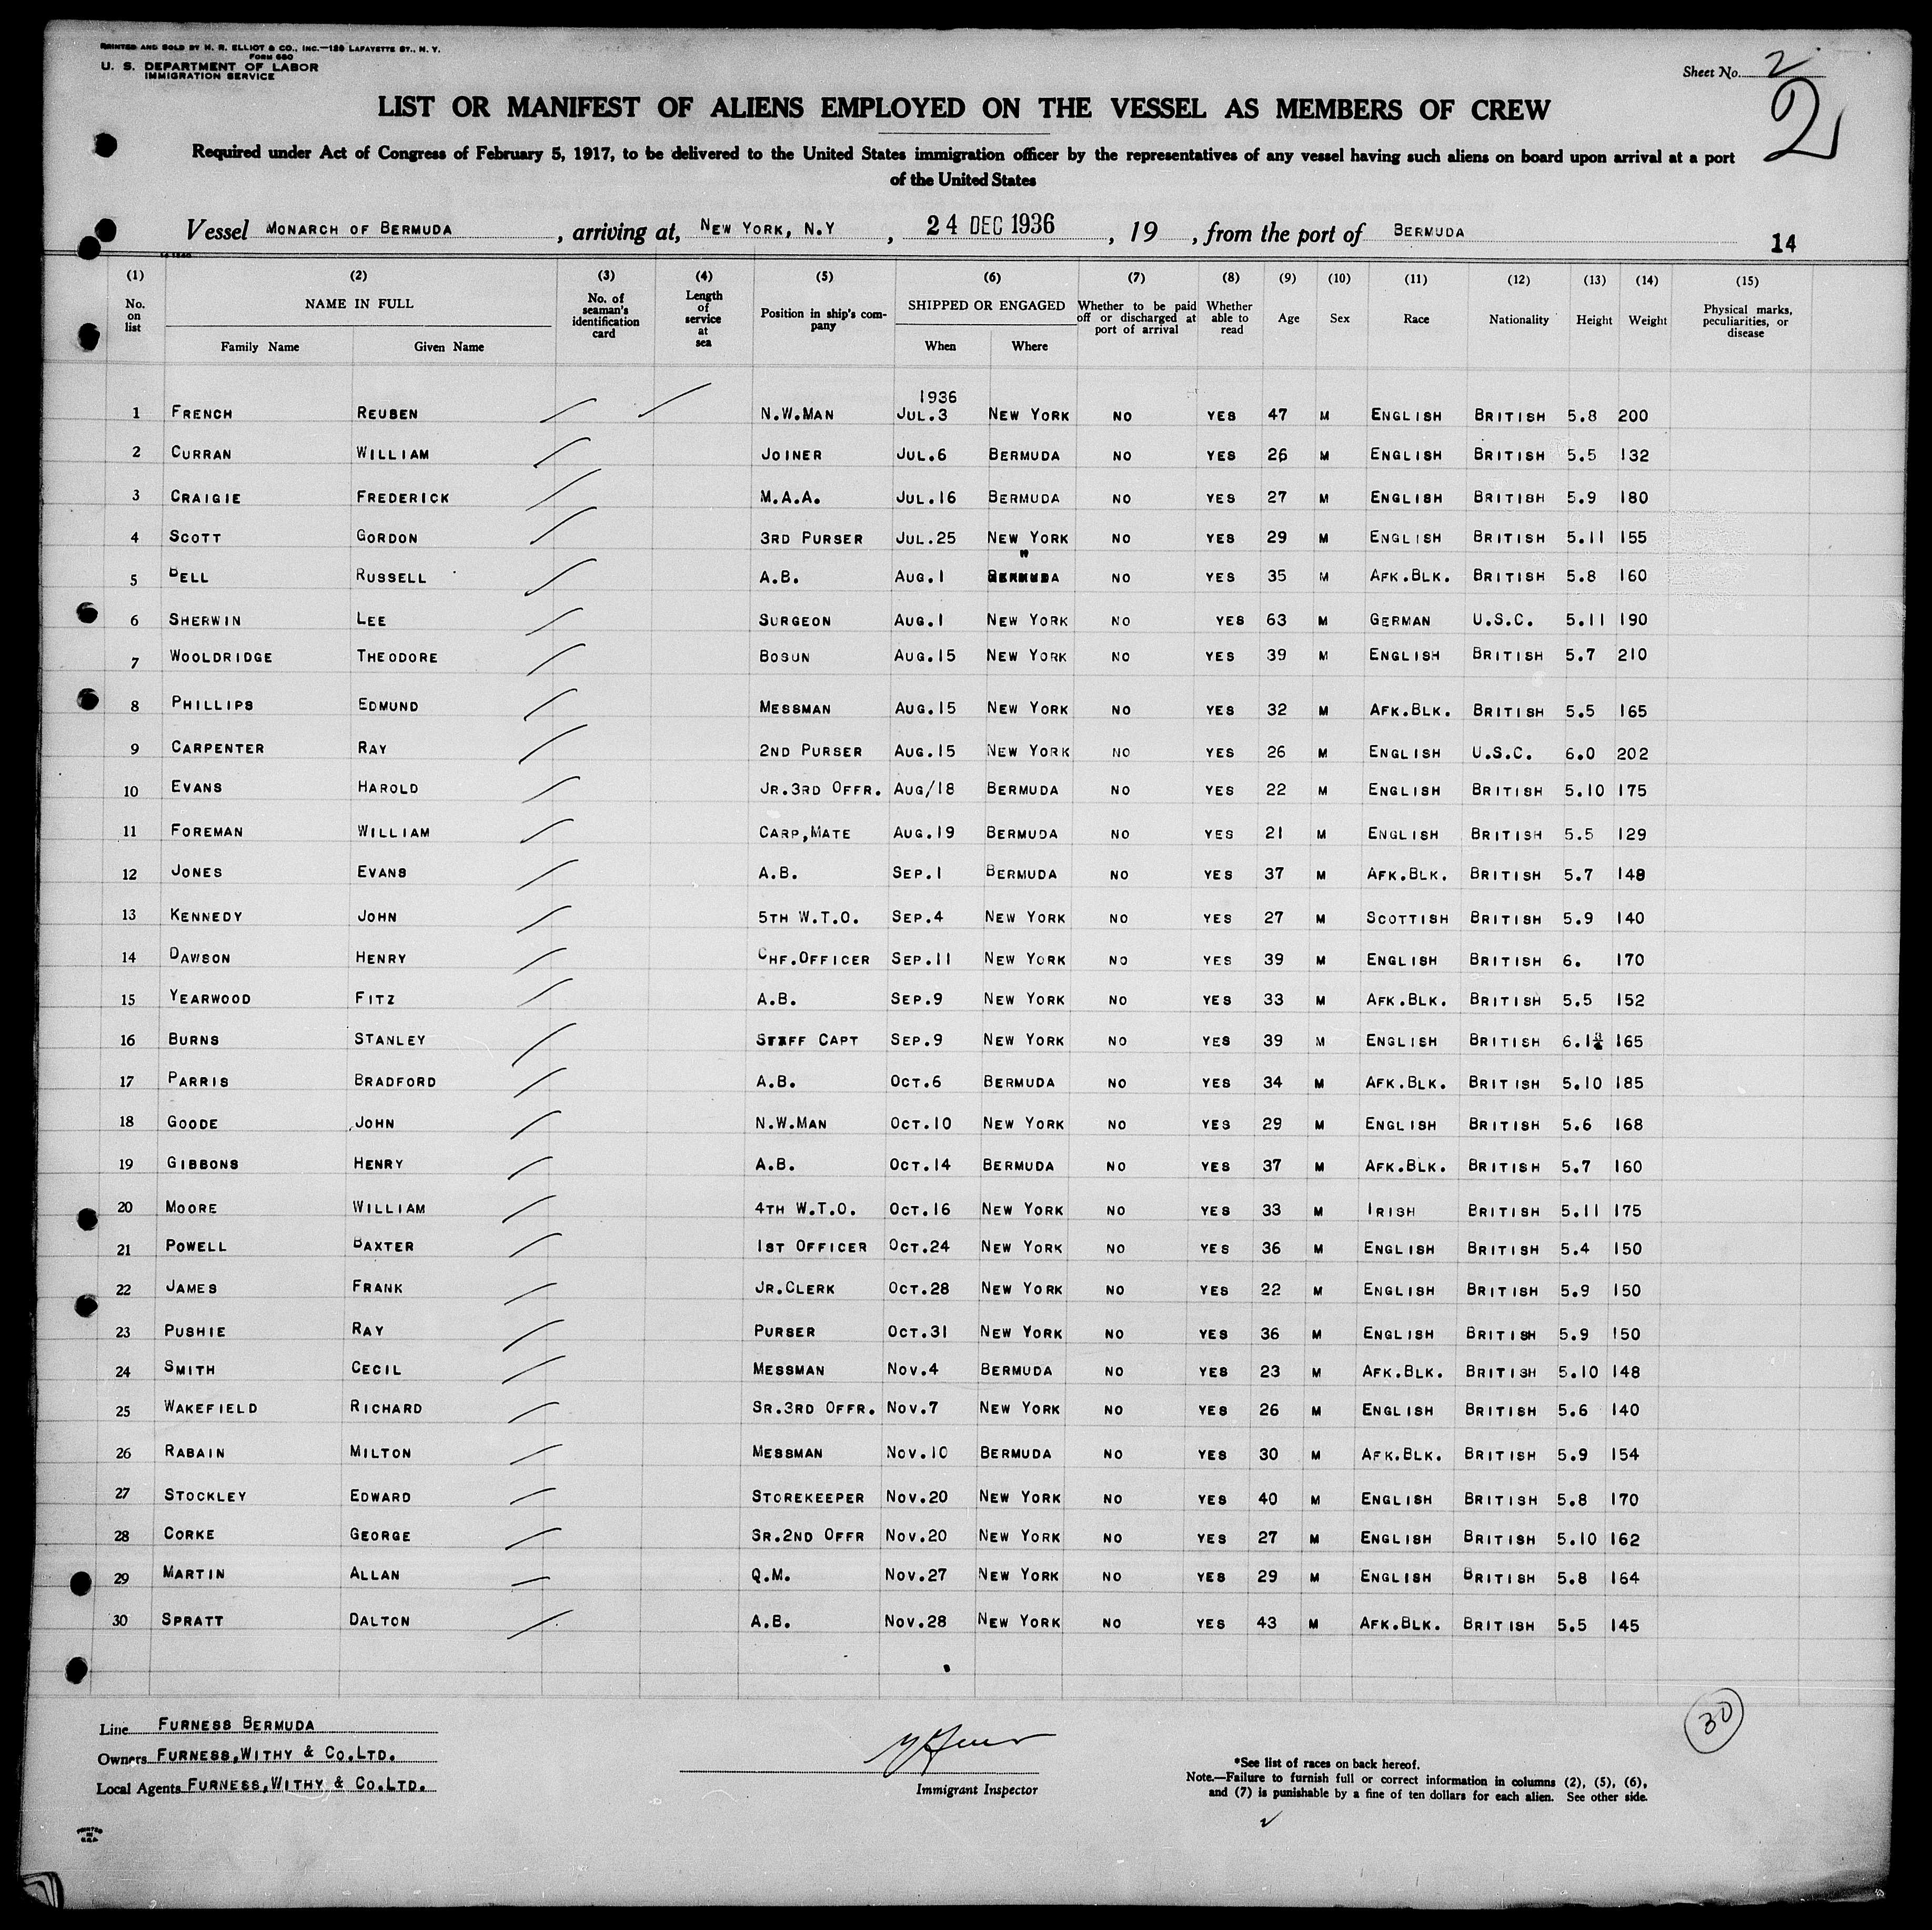 PRINTED AND SOLD BY H. R. ELLIOT & CO., INC.—129 LAFAYETTE ST., N. Y.
FORM 680
U. S. DEPARTMENT OF LABOR
IMMIGRATION SERVICE
Sheet No. 2
2
LIST OR MANIFEST OF ALIENS EMPLOYED ON THE VESSEL AS MEMBERS OF CREW
Required under Act of Congress of February 5, 1917, to be delivered to the United States immigration officer by the representatives of any vessel having such aliens on board upon arrival at a port
of the United States
Vessel MONARCH OF BERMUDA, arriving at, NEW YORK, N.Y, 24 DEC 1936, 19 , from the port of BERMUDA 14
(1) (2) (3) (4) (5) (6) (7) (8) (9) (10) (11) (12) (13) (14) (15)
No. on list NAME IN FULL Family Name Given Name No. of seaman's identification card Length of service at sea Position in ship's company SHIPPED OR ENGAGED When Where Whether to be paid off or discharged at port of arrival Whether able to read Age Sex Race Nationality Height Weight Physical marks, peculiarities, or disease
1936
1 FRENCH REUBEN N.W.MAN JUL.3 NEW YORK NO YES 47 M ENGLISH BRITISH 5.8 200
2 CURRAN WILLIAM JOINER JUL.6 BERMUDA NO YES 26 M ENGLISH BRITISH 5.5 132
3 CRAIGIE FREDERICK M.A.A. JUL.16 BERMUDA NO YES 27 M ENGLISH BRITISH 5.9 180
4 SCOTT GORDON 3RD PURSER JUL.25 NEW YORK NO YES 29 M ENGLISH BRITISH 5.11 155
"
5 BELL RUSSELL A.B. AUG.1 BERMUDA NO YES 35 M AFK.BLK. BRITISH 5.8 160
6 SHERWIN LEE SURGEON AUG.1 NEW YORK NO YES 63 M GERMAN U.S.C. 5.11 190
7 WOOLDRIDGE THEODORE BOSUN AUG.15 NEW YORK NO YES 39 M ENGLISH BRITISH 5.7 210
8 PHILLIPS EDMUND MESSMAN AUG.15 NEW YORK NO YES 32 M AFK.BLK. BRITISH 5.5 165
9 CARPENTER RAY 2ND PURSER AUG.15 NEW YORK NO YES 26 M ENGLISH U.S.C. 6.0 202
10 EVANS HAROLD JR.3RD OFFR. AUG/18 BERMUDA NO YES 22 M ENGLISH BRITISH 5.10 175
11 FOREMAN WILLIAM CARP,MATE AUG.19 BERMUDA NO YES 21 M ENGLISH BRITISH 5.5 129
12 JONES EVANS A.B. SEP.1 BERMUDA NO YES 37 M AFK.BLK. BRITISH 5.7 148
13 KENNEDY JOHN 5TH W.T.O. SEP.4 NEW YORK NO YES 27 M SCOTTISH BRITISH 5.9 140
14 DAWSON HENRY CHF.OFFICER SEP.11 NEW YORK NO YES 39 M ENGLISH BRITISH 6. 170
15 YEARWOOD FITZ A.B. SEP.9 NEW YORK NO YES 33 M AFK.BLK. BRITISH 5.5 152
16 BURNS STANLEY STAFF CAPT SEP.9 NEW YORK NO YES 39 M ENGLISH BRITISH 6.1 165
17 PARRIS BRADFORD A.B. OCT.6 BERMUDA NO YES 34 M AFK.BLK. BRITISH 5.10 185
18 GOODE JOHN N.W.MAN OCT.10 NEW YORK NO YES 29 M ENGLISH BRITISH 5.6 168
19 GIBBONS HENRY A.B. OCT.14 BERMUDA NO YES 37 M AFK.BLK. BRITISH 5.7 160
20 MOORE WILLIAM 4TH W.T.O. OCT.16 NEW YORK NO YES 33 M IRISH BRITISH 5.11 175
21 POWELL BAXTER 1ST OFFICER OCT.24 NEW YORK NO YES 36 M ENGLISH BRITISH 5.4 150
22 JAMES FRANK JR.CLERK OCT.28 NEW YORK NO YES 22 M ENGLISH BRITISH 5.9 150
23 PUSHIE RAY PURSER OCT.31 NEW YORK NO YES 36 M ENGLISH BRITISH 5.9 150
24 SMITH CECIL MESSMAN NOV.4 BERMUDA NO YES 23 M AFK.BLK. BRITISH 5.10 148
25 WAKEFIELD RICHARD SR.3RD OFFR. NOV.7 NEW YORK NO YES 26 M ENGLISH BRITISH 5.6 140
26 RABAIN MILTON MESSMAN NOV.10 BERMUDA NO YES 30 M AFK.BLK. BRITISH 5.9 154
27 STOCKLEY EDWARD STOREKEEPER NOV.20 NEW YORK NO YES 40 M ENGLISH BRITISH 5.8 170
28 CORKE GEORGE SR.2ND OFFR NOV.20 NEW YORK NO YES 27 M ENGLISH BRITISH 5.10 162
29 MARTIN ALLAN Q.M. NOV.27 NEW YORK NO YES 29 M ENGLISH BRITISH 5.8 164
30 SPRATT DALTON A.B. NOV.28 NEW YORK NO YES 43 M AFK.BLK. BRITISH 5.5 145
Line FURNESS BERMUDA
Owners FURNESS,WITHY & CO.LTD.
Local Agents FURNESS,WITHY & CO.LTD.
Immigrant Inspector
30
*See list of races on back hereof.
Note.—Failure to furnish full or correct information in columns (2), (5), (6),
and (7) is punishable by a fine of ten dollars for each alien. See other side.
PRINTED
IN
U.S.A.